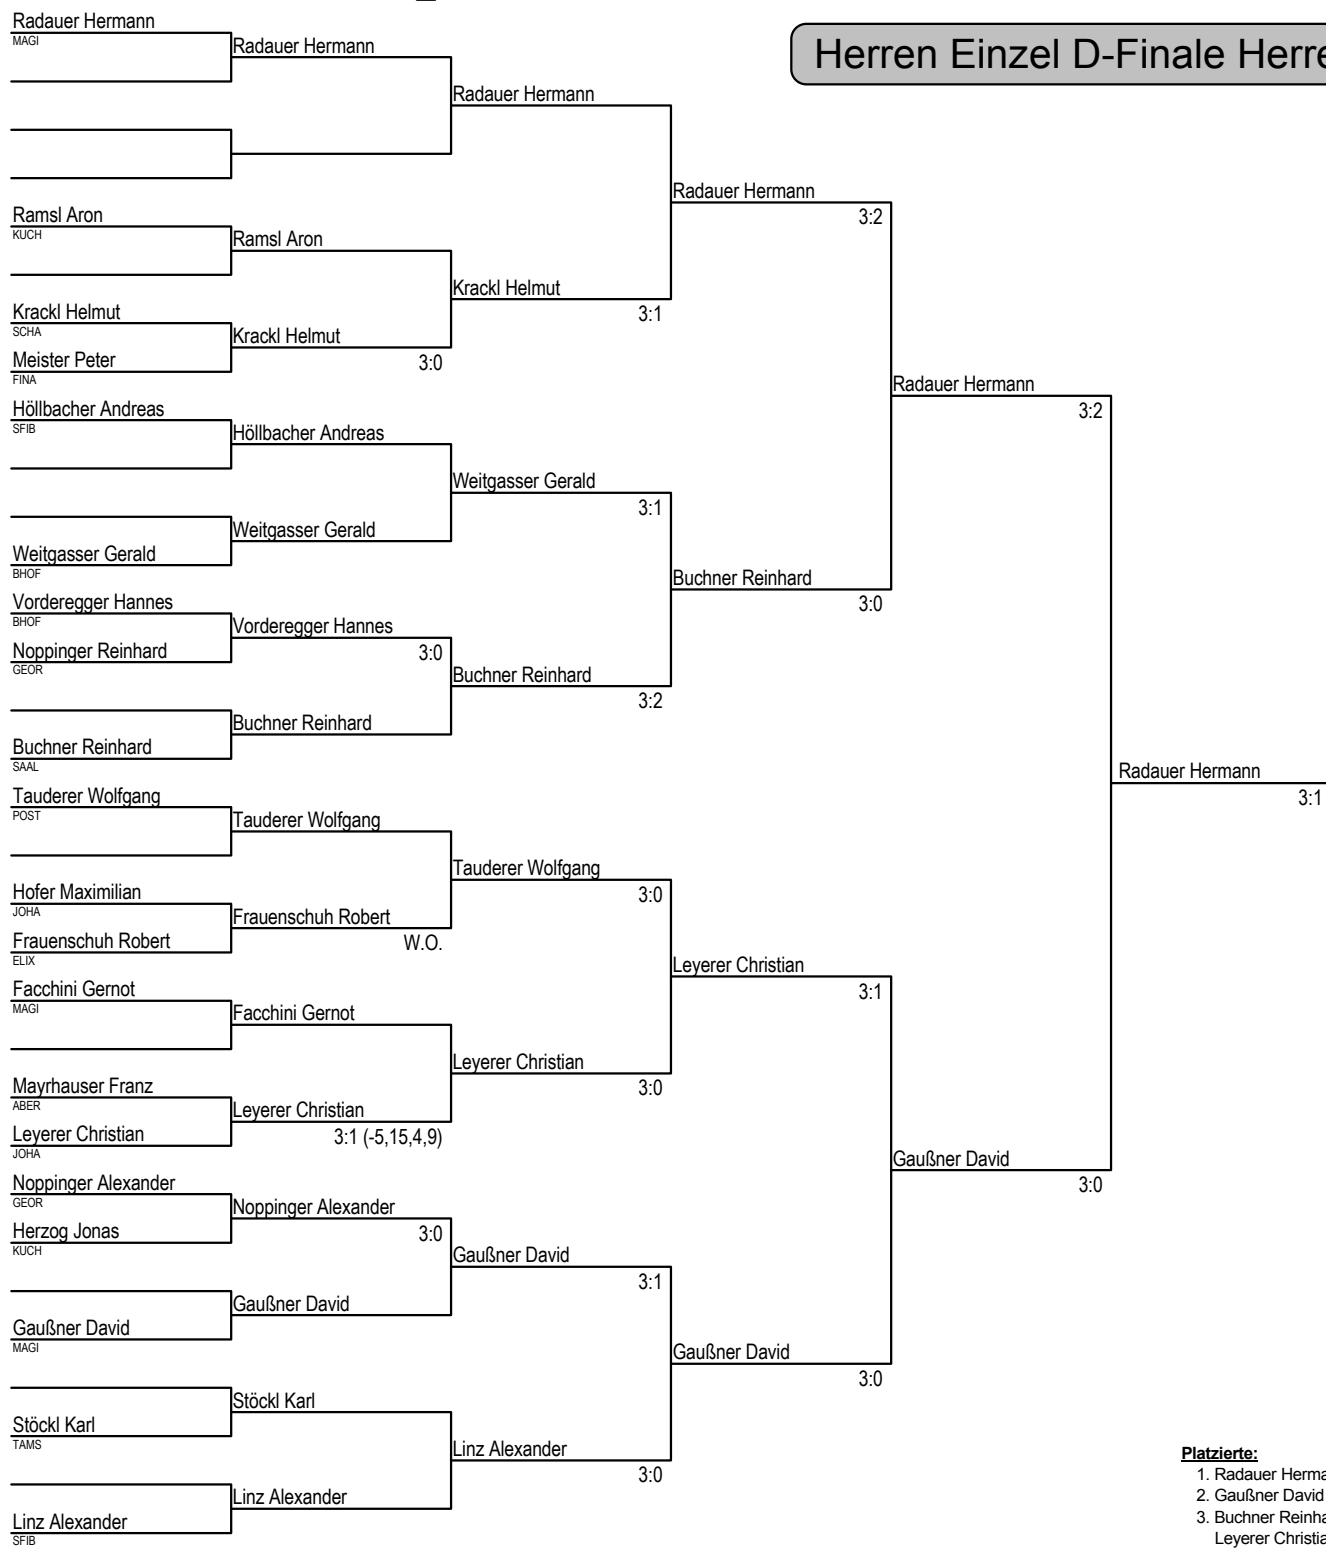 Herren Einzel D-Finale Herre
Radauer Hermann
MAGI
Ramsl Aron
KUCH
Krackl Helmut
SCHA
Meister Peter
FINA
Höllbacher Andreas
SFIB
Weitgasser Gerald
BHOF
Vorderegger Hannes
BHOF
Noppinger Reinhard
GEOR
Buchner Reinhard
SAAL
Tauderer Wolfgang
POST
Hofer Maximilian
JOHA
Frauenschuh Robert
ELIX
Facchini Gernot
MAGI
Mayrhauser Franz
ABER
Leyerer Christian
JOHA
Noppinger Alexander
GEOR
Herzog Jonas
KUCH
Gaußner David
MAGI
Stöckl Karl
TAMS
Linz Alexander
SFIB
Radauer Hermann
Ramsl Aron
Krackl Helmut
3:0
Höllbacher Andreas
Weitgasser Gerald
Vorderegger Hannes
3:0
Buchner Reinhard
Tauderer Wolfgang
Frauenschuh Robert
W.O.
Facchini Gernot
Leyerer Christian
3:1 (-5,15,4,9)
Noppinger Alexander
3:0
Gaußner David
Stöckl Karl
Linz Alexander
Radauer Hermann
Krackl Helmut
3:1
Weitgasser Gerald
3:1
Buchner Reinhard
3:2
Tauderer Wolfgang
3:0
Leyerer Christian
3:0
Gaußner David
3:1
Linz Alexander
3:0
Radauer Hermann
3:2
Buchner Reinhard
3:0
Leyerer Christian
3:1
Gaußner David
3:0
Radauer Hermann
3:2
Gaußner David
3:0
Radauer Hermann
3:1
Platzierte:
1. Radauer Herma
2. Gaußner David
3. Buchner Reinha
Leyerer Christia